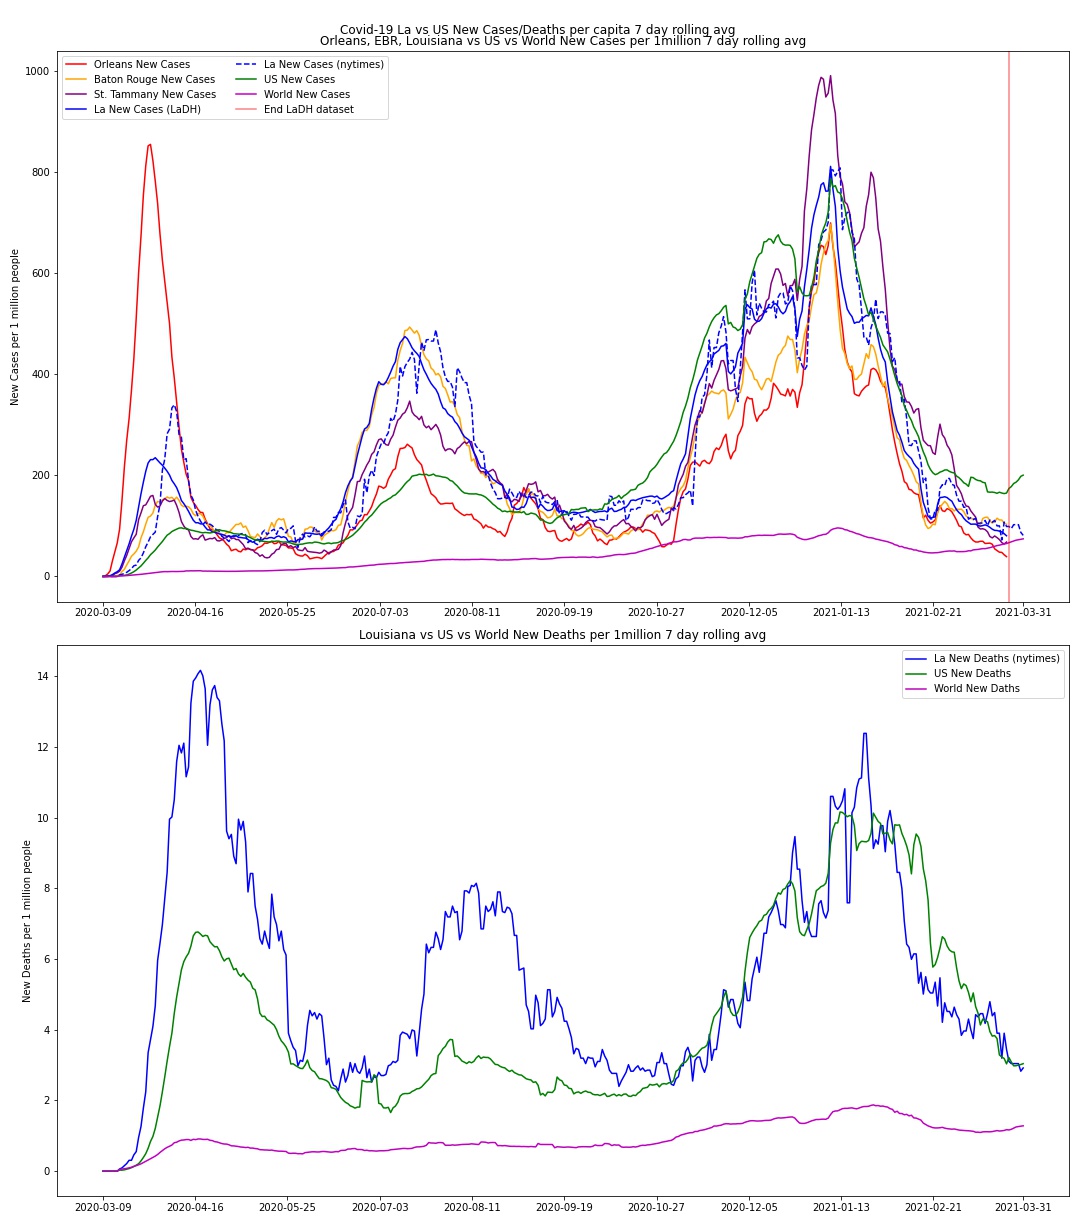 Covid-19 La vs US New Cases/Deaths per capita 7 day rolling avg
Orleans, EBR, Louisiana vs US vs World New Cases per 1million 7 day rolling avg
Orleans New Cases
Baton Rouge New Cases
St. Tammany New Cases
La New Cases (LaDH)
La New Cases (nytimes)
US New Cases
World New Cases
End LaDH dataset
New Cases per 1 million people
1000
800
600
400
200
0
2020-03-09 2020-04-16 2020-05-25 2020-07-03 2020-08-11 2020-09-19 2020-10-27 2020-12-05 2021-01-13 2021-02-21 2021-03-31
Louisiana vs US vs World New Deaths per 1million 7 day rolling avg
La New Deaths (nytimes)
US New Deaths
World New Daths
New Deaths per 1 million people
14
12
10
8
6
4
2
0
2020-03-09 2020-04-16 2020-05-25 2020-07-03 2020-08-11 2020-09-19 2020-10-27 2020-12-05 2021-01-13 2021-02-21 2021-03-31